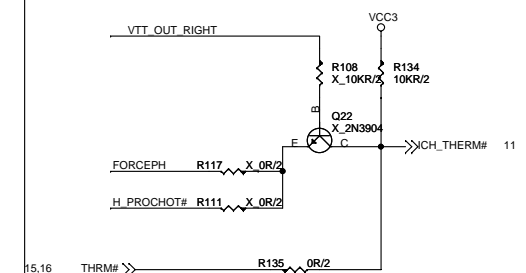 VCC3
VTT_OUT_RIGHT
R108
X_10KR/2
R134
10KR/2
B
Q22
X_2N3904
E
C
ICH_THERM# 11
FORCEPH R117 X_0R/2
H_PROCHOT# R111 X_0R/2
15,16 THRM# R135 0R/2